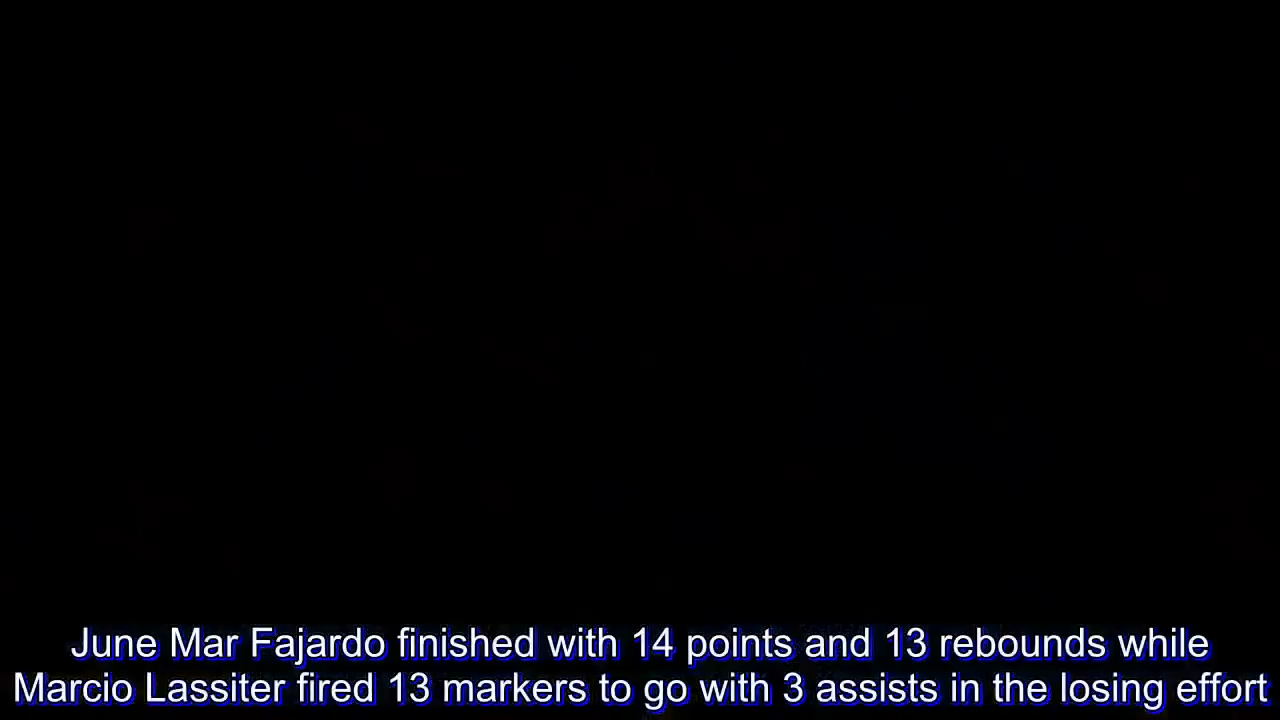 June Mar Fajardo finished with 14 points and 13 rebounds while
Marcio Lassiter fired 13 markers to go with 3 assists in the losing effort